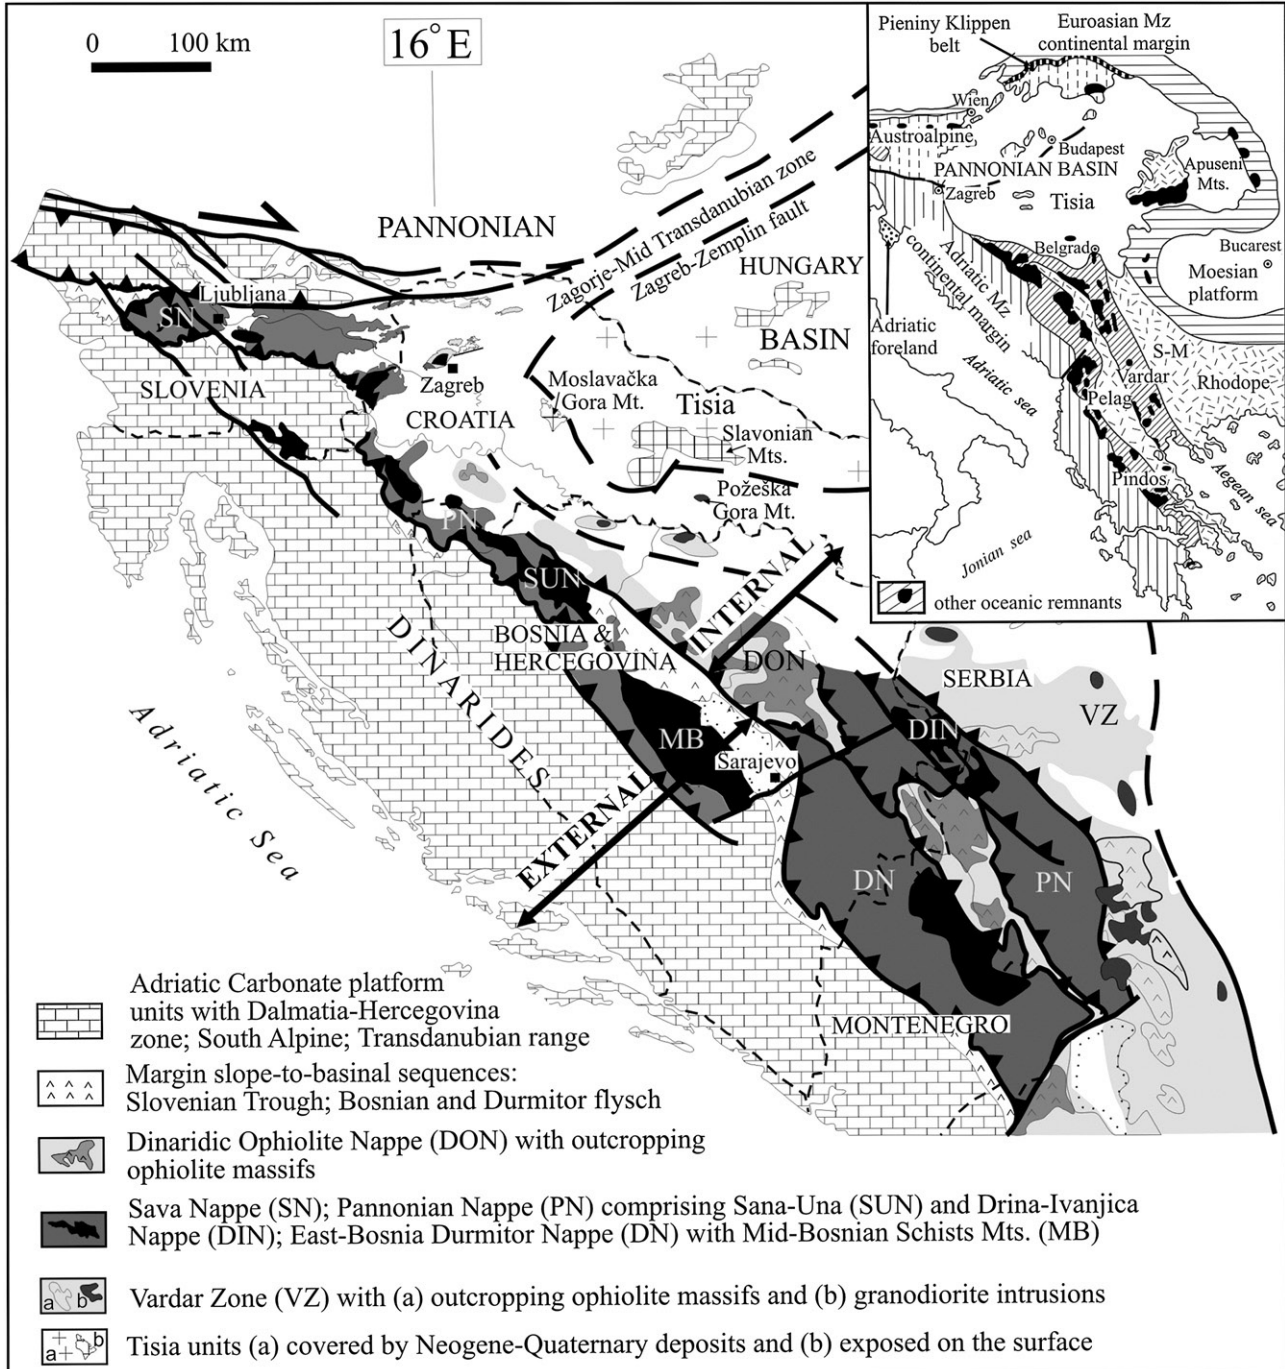 0 100 km
16° E
PANNONIAN
Zagorje-Mid Transdanubian zone
Zagreb-Zemplin fault
HUNGARY
BASIN
Ljubljana
SN
SLOVENIA
Zagreb
CROATIA
Moslavačka
Gora Mt.
Tisia
Slavonian
Mts.
Požeška
Gora Mt.
PN
SUN
INTERNAL
BOSNIA &
HERCEGOVINA
DINARIDES
DON
SERBIA
VZ
DIN
MB
Sarajevo
EXTERNAL
Adriatic Sea
DN
PN
MONTENEGRO
Pieniny Klippen
belt
Euroasian Mz
continental margin
Wien
Austroalpine
Budapest
PANNONIAN BASIN
Apuseni
Mts.
Zagreb
Tisia
Belgrad
Bucarest
Moesian
platform
Adriatic Mz
continental margin
Adriatic
foreland
Adriatic sea
S-M
Vardar
Rhodope
Pelag
Pindos
Aegean sea
Jonian sea
other oceanic remnants
Adriatic Carbonate platform
units with Dalmatia-Hercegovina
zone; South Alpine; Transdanubian range
Margin slope-to-basinal sequences:
Slovenian Trough; Bosnian and Durmitor flysch
Dinaridic Ophiolite Nappe (DON) with outcropping
ophiolite massifs
Sava Nappe (SN); Pannonian Nappe (PN) comprising Sana-Una (SUN) and Drina-Ivanjica
Nappe (DIN); East-Bosnia Durmitor Nappe (DN) with Mid-Bosnian Schists Mts. (MB)
a b
Vardar Zone (VZ) with (a) outcropping ophiolite massifs and (b) granodiorite intrusions
a b
Tisia units (a) covered by Neogene-Quaternary deposits and (b) exposed on the surface